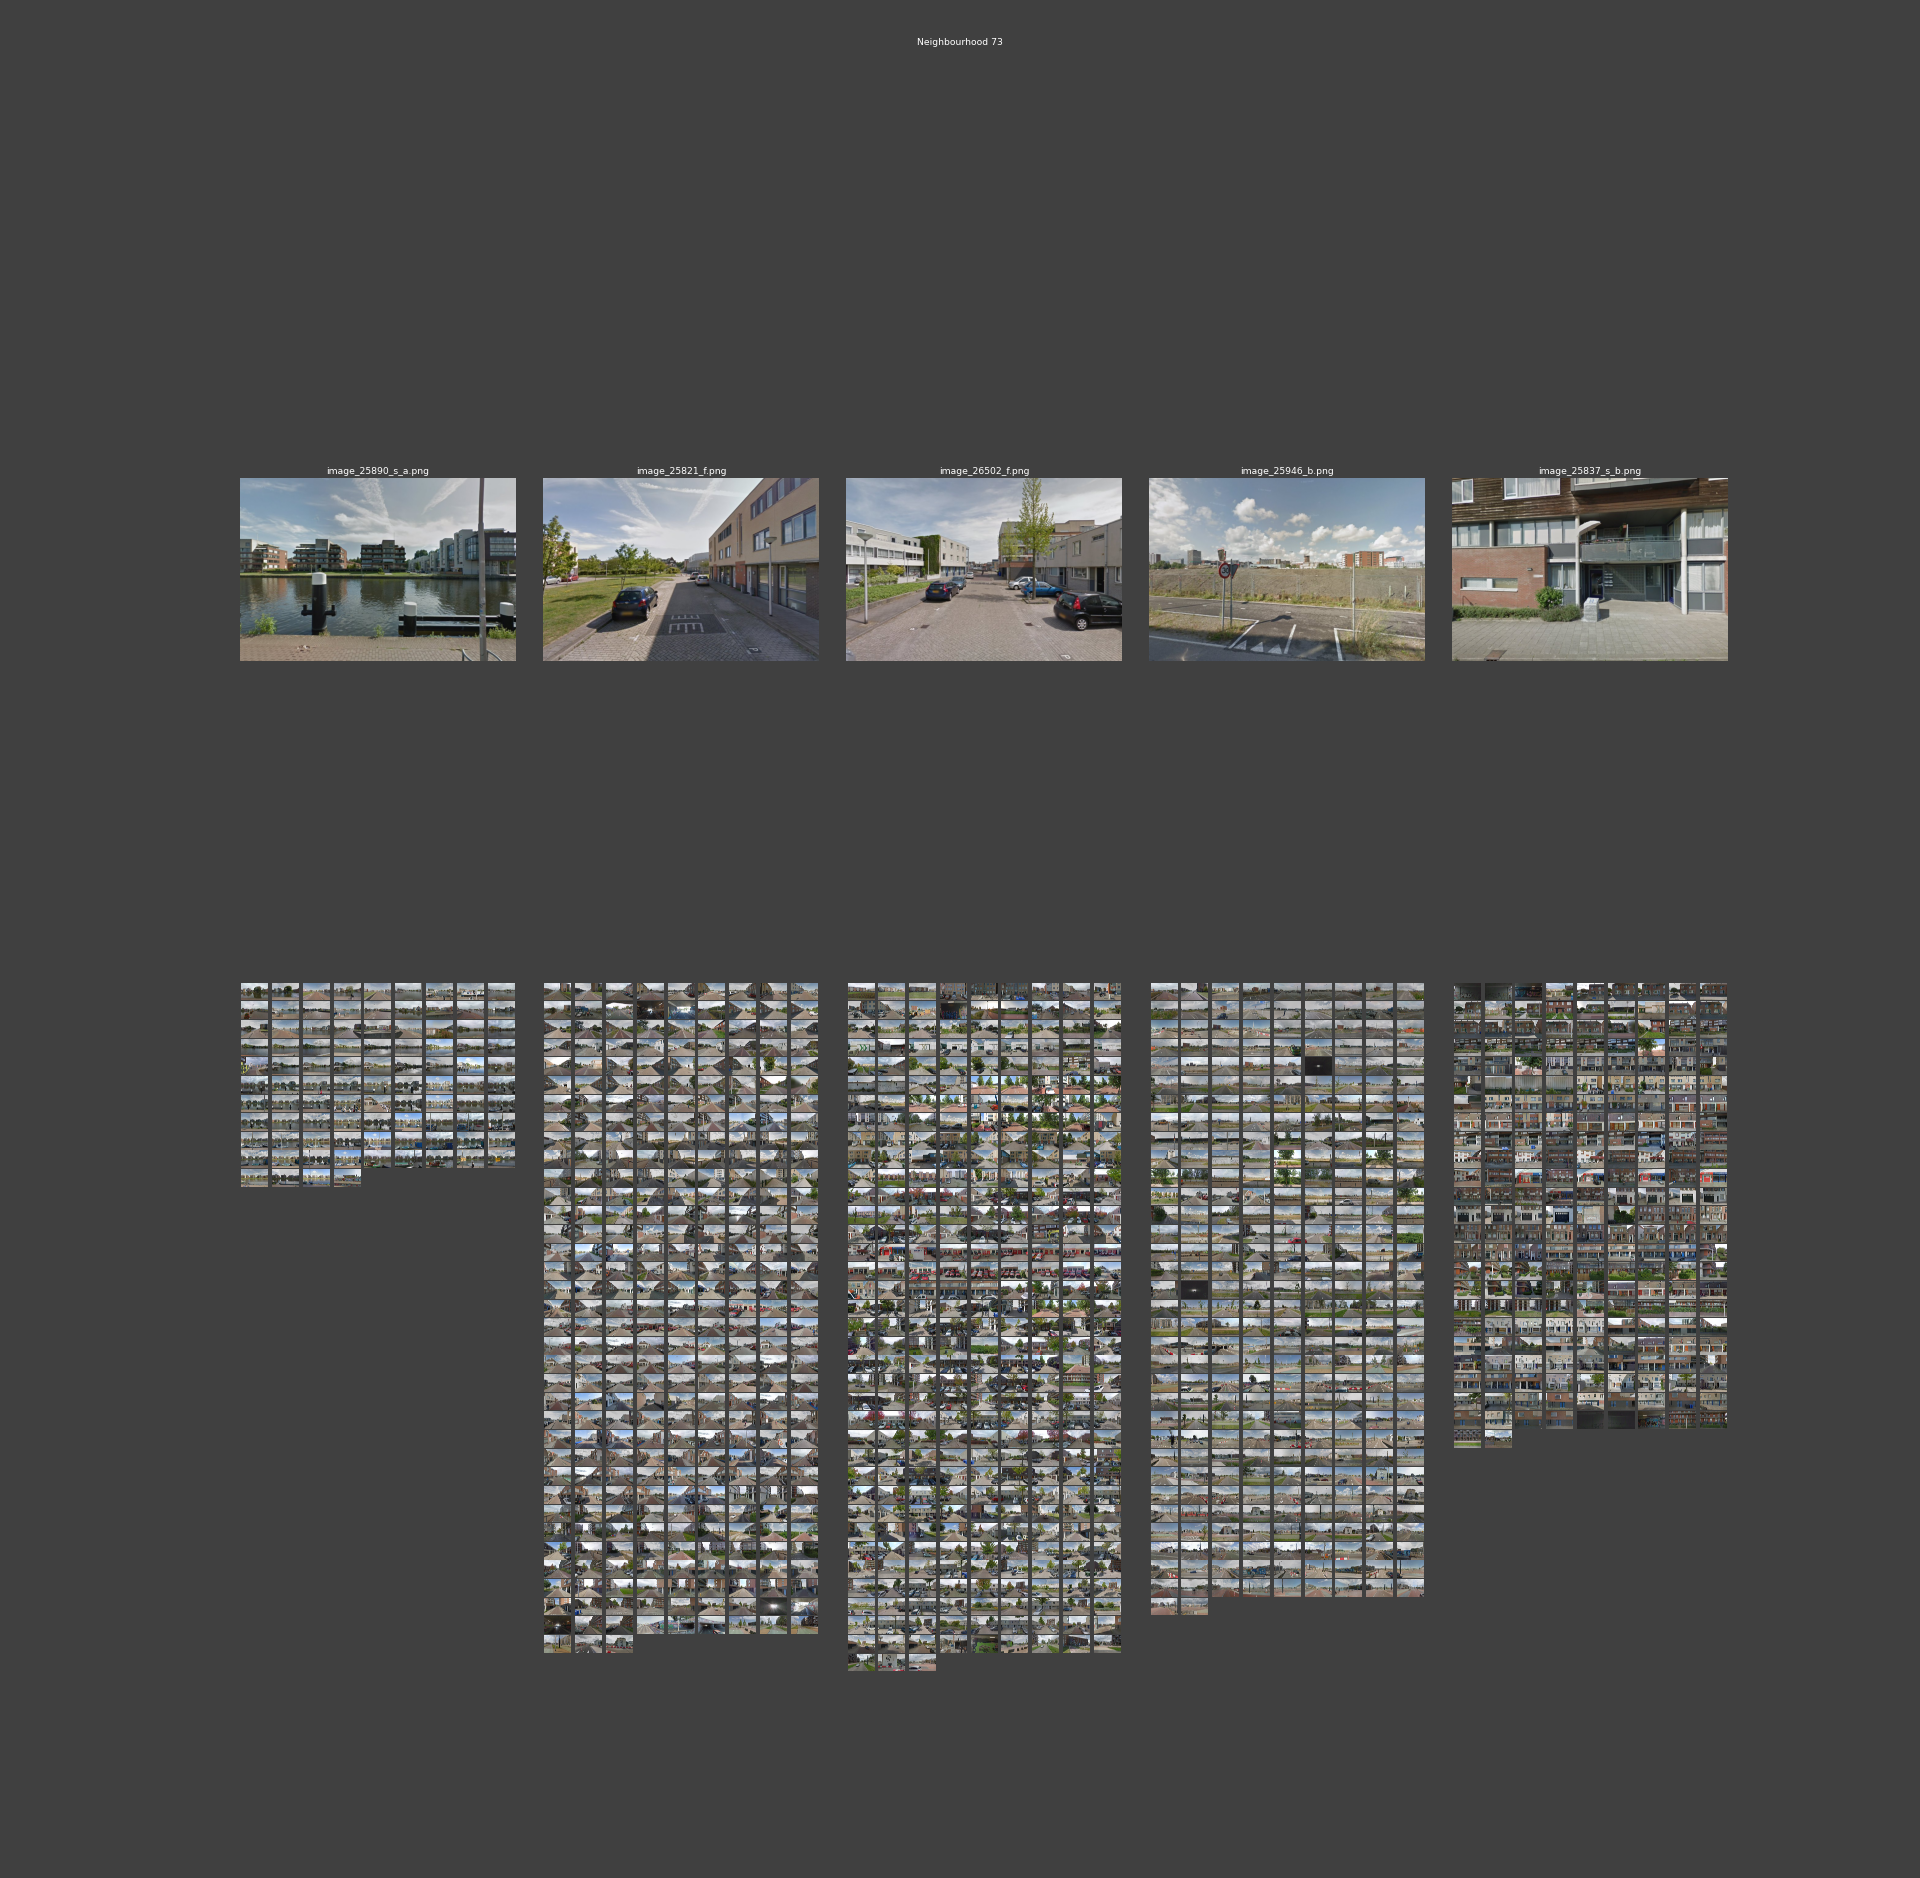 Neighbourhood 73
image_25890_s_a.png
image_25821_f.png
image_26502_f.png
image_25946_b.png
image_25837_s_b.png